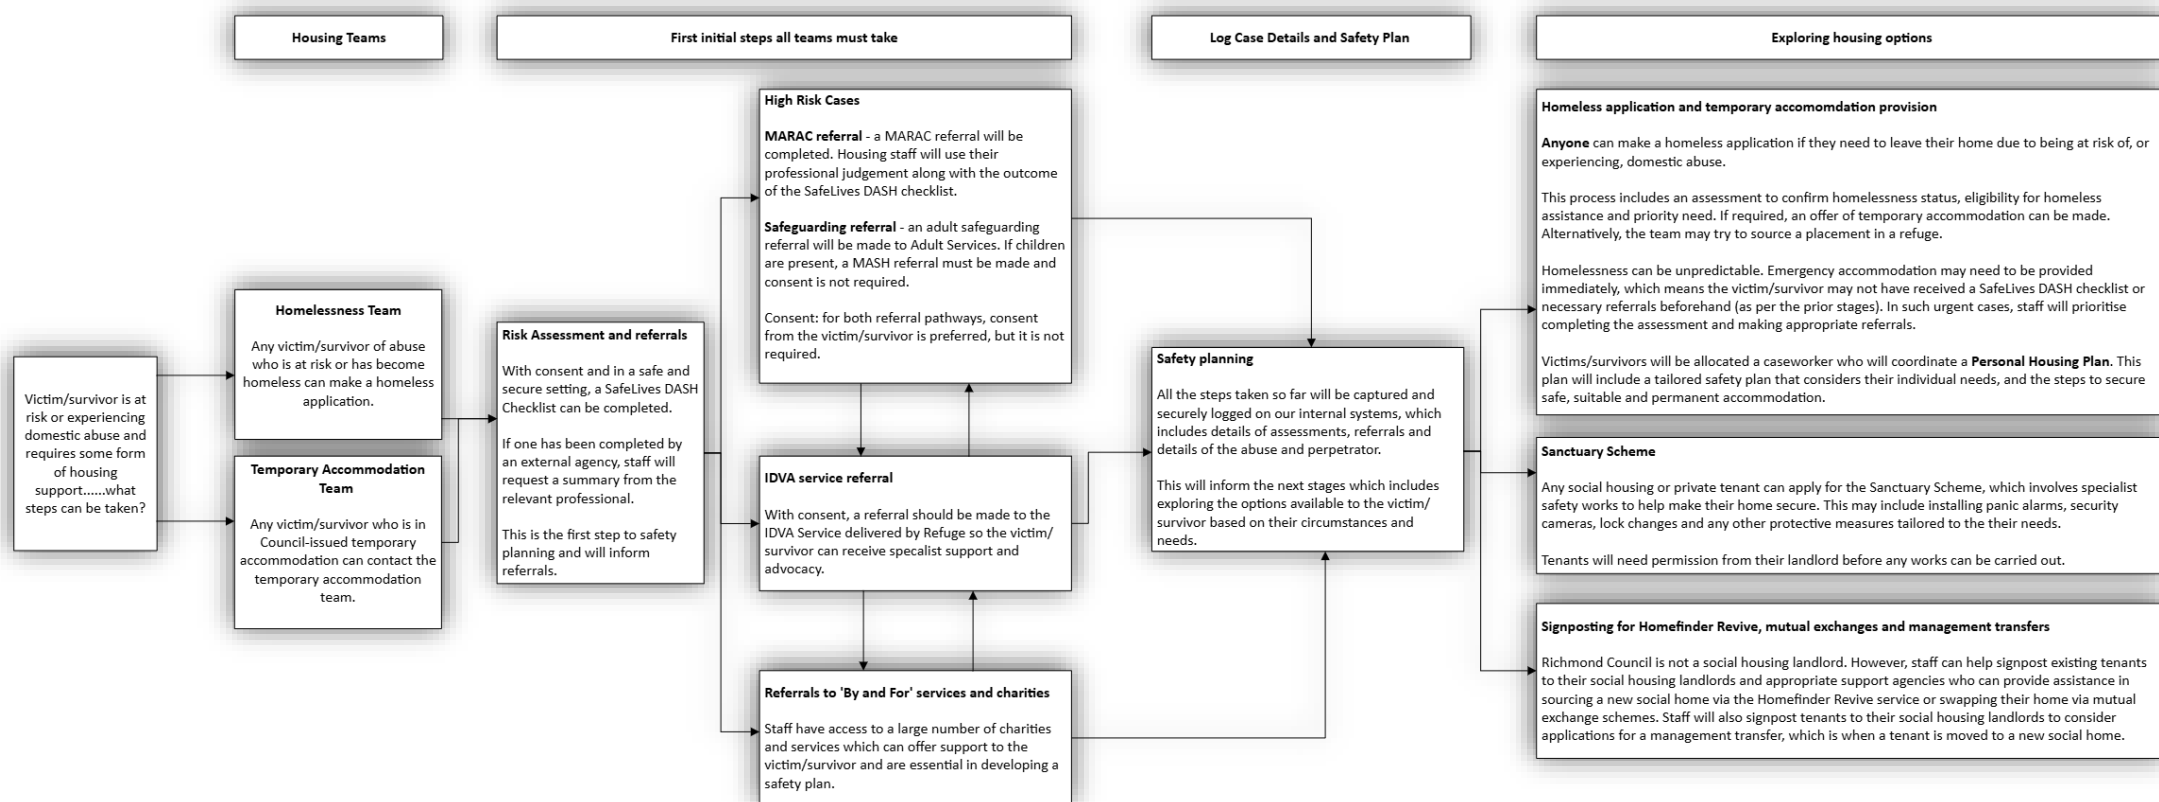 Housing Teams
First initial steps all teams must take
Log Case Details and Safety Plan
Exploring housing options
Victim/survivor is at
risk or experiencing
domestic abuse and
requires some form
of housing
support......what
steps can be taken?
Homelessness Team
Any victim/survivor of abuse
who is at risk or has become
homeless can make a homeless
application.
Temporary Accommodation
Team
Any victim/survivor who is in
Council-issued temporary
accommodation can contact the
temporary accommodation
team.
Risk Assessment and referrals
With consent and in a safe and
secure setting, a SafeLives DASH
Checklist can be completed.
If one has been completed by
an external agency, staff will
request a summary from the
relevant professional.
This is the first step to safety
planning and will inform
referrals.
High Risk Cases
MARAC referral - a MARAC referral will be
completed. Housing staff will use their
professional judgement along with the outcome
of the SafeLives DASH checklist.
Safeguarding referral - an adult safeguarding
referral will be made to Adult Services. If children
are present, a MASH referral must be made and
consent is not required.
Consent: for both referral pathways, consent
from the victim/survivor is preferred, but it is not
required.
IDVA service referral
With consent, a referral should be made to the
IDVA Service delivered by Refuge so the victim/
survivor can receive specalist support and
advocacy.
Referrals to 'By and For' services and charities
Staff have access to a large number of charities
and services which can offer support to the
victim/survivor and are essential in developing a
safety plan.
Safety planning
All the steps taken so far will be captured and
securely logged on our internal systems, which
includes details of assessments, referrals and
details of the abuse and perpetrator.
This will inform the next stages which includes
exploring the options available to the victim/
survivor based on their circumstances and
needs.
Homeless application and temporary accomomdation provision
Anyone can make a homeless application if they need to leave their home due to being at risk of, or
experiencing, domestic abuse.
This process includes an assessment to confirm homelessness status, eligibility for homeless
assistance and priority need. If required, an offer of temporary accommodation can be made.
Alternatively, the team may try to source a placement in a refuge.
Homelessness can be unpredictable. Emergency accommodation may need to be provided
immediately, which means the victim/survivor may not have received a SafeLives DASH checklist or
necessary referrals beforehand (as per the prior stages). In such urgent cases, staff will prioritise
completing the assessment and making appropriate referrals.
Victims/survivors will be allocated a caseworker who will coordinate a Personal Housing Plan. This
plan will include a tailored safety plan that considers their individual needs, and the steps to secure
safe, suitable and permanent accommodation.
Sanctuary Scheme
Any social housing or private tenant can apply for the Sanctuary Scheme, which involves specialist
safety works to help make their home secure. This may include installing panic alarms, security
cameras, lock changes and any other protective measures tailored to the their needs.
Tenants will need permission from their landlord before any works can be carried out.
Signposting for Homefinder Revive, mutual exchanges and management transfers
Richmond Council is not a social housing landlord. However, staff can help signpost existing tenants
to their social housing landlords and appropriate support agencies who can provide assistance in
sourcing a new social home via the Homefinder Revive service or swapping their home via mutual
exchange schemes. Staff will also signpost tenants to their social housing landlords to consider
applications for a management transfer, which is when a tenant is moved to a new social home.